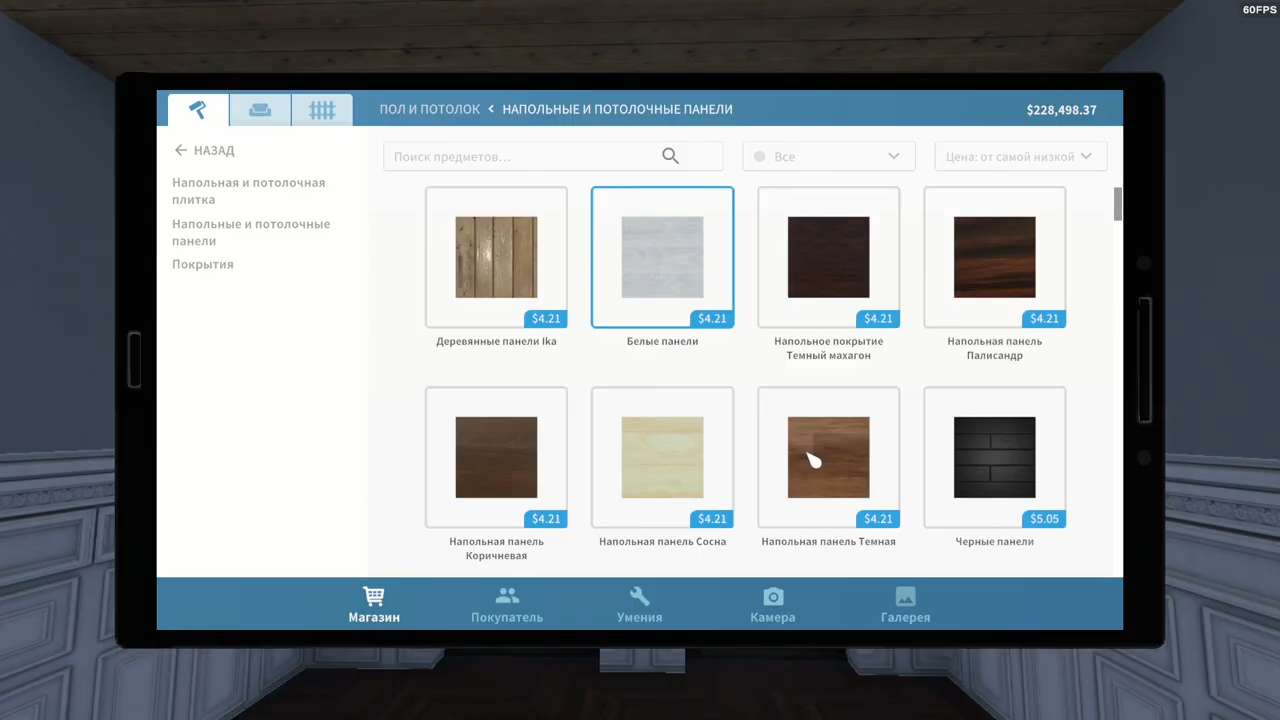 60FPS
ПОЛ И ПОТОЛОК < НАПОЛЬНЫЕ И ПОТОЛОЧНЫЕ ПАНЕЛИ
$228,498.37
НАЗАД
Напольная и потолочная
плитка
Напольные и потолочные
панели
Покрытия
Поиск предметов...
Все
Цена: от самой низкой
$4.21
$4.21
$4.21
$4.21
Деревянные панели Ika
Белые панели
Напольное покрытие
Темный махагон
Напольная панель
Палисандр
$4.21
$4.21
$4.21
$5.05
Напольная панель
Коричневая
Напольная панель Сосна
Напольная панель Темная
Черные панели
Магазин
Покупатель
Умения
Камера
Галерея